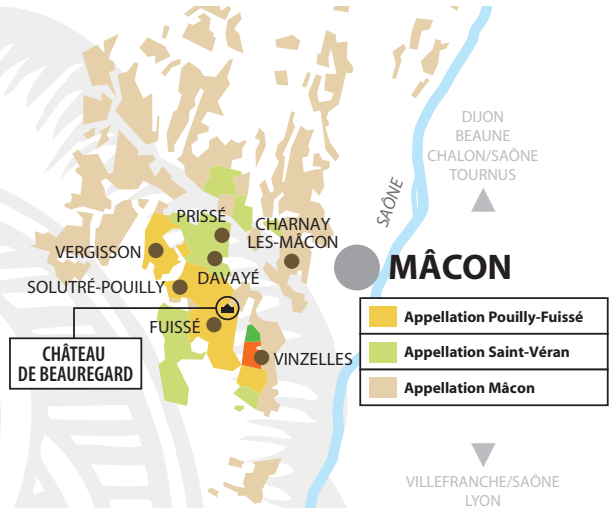 DIJON
BEAUNE
CHALON/SAÔNE
TOURNUS
SAÔNE
PRISSÉ
CHARNAY
LES-MÂCON
VERGISSON
MÂCON
DAVAYÉ
SOLUTRÉ-POUILLY
FUISSÉ
CHÂTEAU
DE BEAUREGARD
VINZELLES
Appellation Pouilly-Fuissé
Appellation Saint-Véran
Appellation Mâcon
VILLEFRANCHE/SAÔNE
LYON